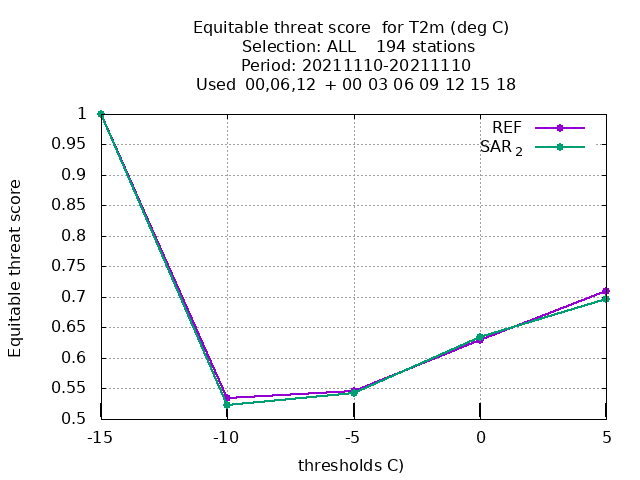 Equitable threat score  for T2m (deg C)
Selection: ALL    194 stations
Period: 20211110-20211110
Used  00,06,12  + 00 03 06 09 12 15 18
REF
SAR 2
1
0.95
0.9
0.85
0.8
0.75
0.7
0.65
0.6
0.55
0.5
Equitable threat score
-15 -10 -5 0 5
thresholds C)